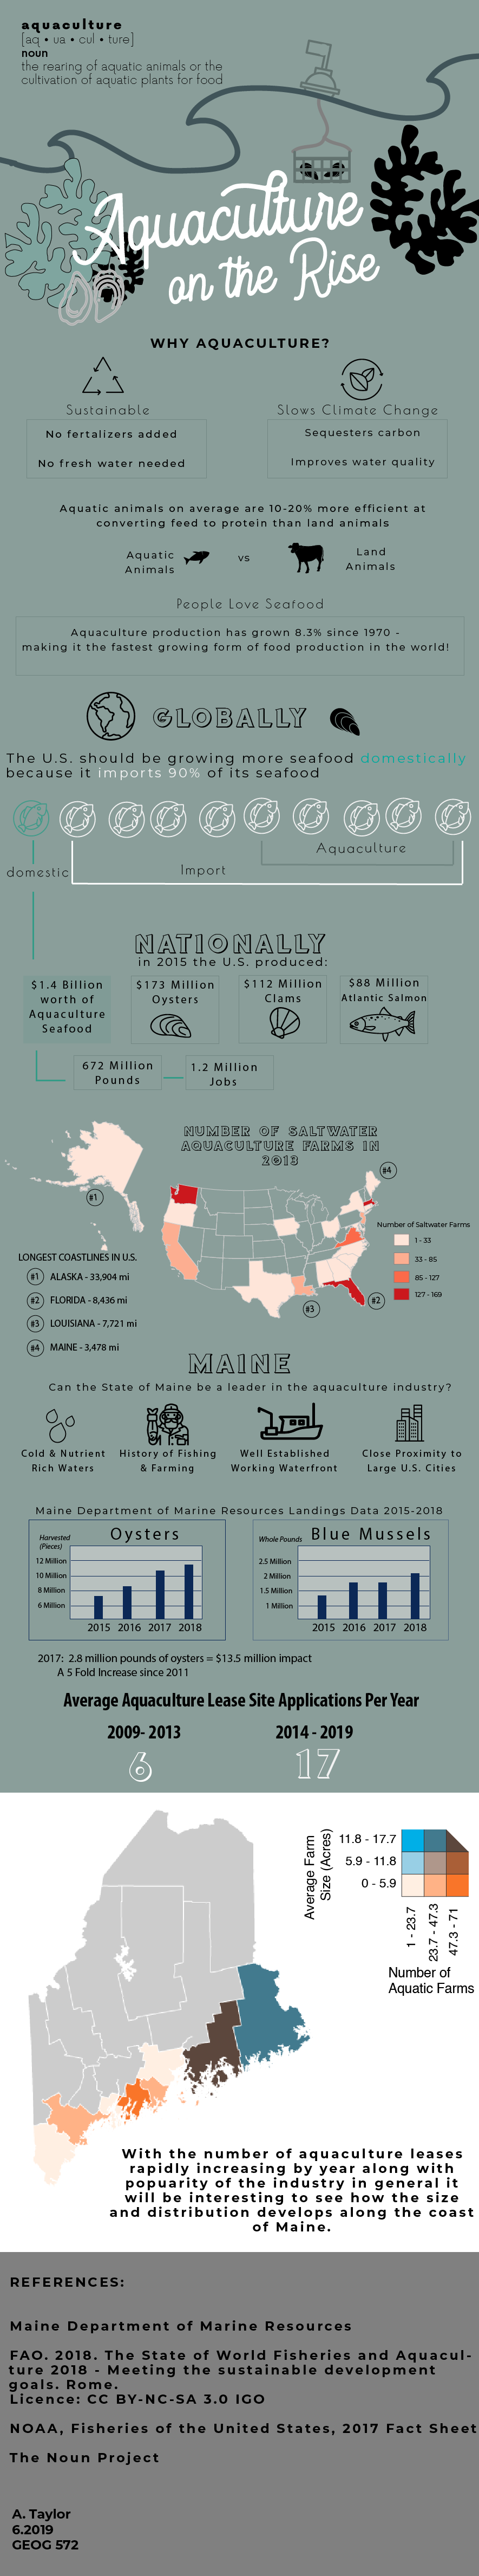 aquaculture
[aq • ua • cul • ture]
noun
the rearing of aquatic animals or the
cultivation of aquatic plants for food
Aquaculture
on the Rise
WHY AQUACULTURE?
Sustainable
No fertalizers added
No fresh water needed
Slows Climate Change
Sequesters carbon
Improves water quality
Aquatic animals on average are 10-20% more efficient at
converting feed to protein than land animals
Aquatic
Animals
vs
Land
Animals
People Love Seafood
Aquaculture production has grown 8.3% since 1970 -
making it the fastest growing form of food production in the world!
GLOBALLY
The U.S. should be growing more seafood domestically
because it imports 90% of its seafood
domestic
Import
Aquaculture
NATIONALLY
in 2015 the U.S. produced:
$1.4 Billion
worth of
Aquaculture
Seafood
$173 Million
Oysters
$112 Million
Clams
$88 Million
Atlantic Salmon
672 Million
Pounds
1.2 Million
Jobs
NUMBER OF SALTWATER
AQUACULTURE FARMS IN
2013
#4
#1
#2
#3
Number of Saltwater Farms
1 - 33
33 - 85
85 - 127
127 - 169
LONGEST COASTLINES IN U.S.
#1 ALASKA - 33,904 mi
#2 FLORIDA - 8,436 mi
#3 LOUISIANA - 7,721 mi
#4 MAINE - 3,478 mi
MAINE
Can the State of Maine be a leader in the aquaculture industry?
Cold & Nutrient
Rich Waters
History of Fishing
& Farming
Well Established
Working Waterfront
Close Proximity to
Large U.S. Cities
Maine Department of Marine Resources Landings Data 2015-2018
Harvested
(Pieces)
Oysters
12 Million
10 Million
8 Million
6 Million
2015 2016 2017 2018
Whole Pounds
Blue Mussels
2.5 Million
2 Million
1.5 Million
1 Million
2015 2016 2017 2018
2017: 2.8 million pounds of oysters = $13.5 million impact
A 5 Fold Increase since 2011
Average Aquaculture Lease Site Applications Per Year
2009- 2013
6
2014 - 2019
17
Average Farm
Size (Acres)
11.8 - 17.7
5.9 - 11.8
0 - 5.9
1 - 23.7
23.7 - 47.3
47.3 - 71
Number of
Aquatic Farms
With the number of aquaculture leases
rapidly increasing by year along with
popuarity of the industry in general it
will be interesting to see how the size
and distribution develops along the coast
of Maine.
REFERENCES:
Maine Department of Marine Resources
FAO. 2018. The State of World Fisheries and Aquacul-
ture 2018 - Meeting the sustainable development
goals. Rome.
Licence: CC BY-NC-SA 3.0 IGO
NOAA, Fisheries of the United States, 2017 Fact Sheet
The Noun Project
A. Taylor
6.2019
GEOG 572